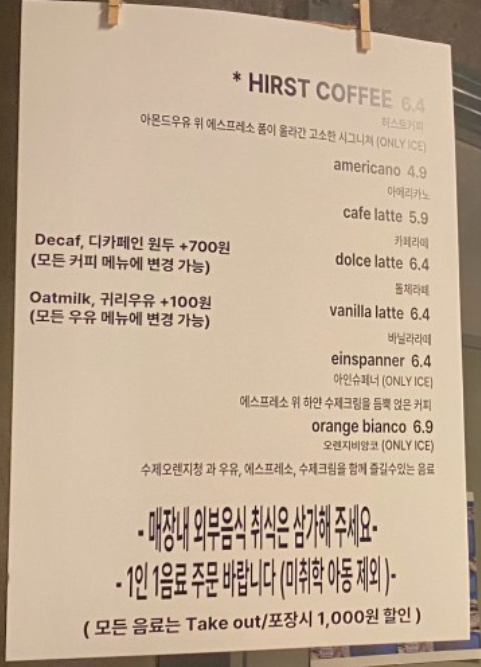 * HIRST COFFEE 6.4
허스트커피
아몬드우유 위 에스프레소 폼이 올라간 고소한 시그니쳐 (ONLY ICE)
americano 4.9
아메리카노
cafe latte 5.9
카페라떼
dolce latte 6.4
돌체라떼
vanilla latte 6.4
바닐라라떼
einspanner 6.4
아인슈페너 (ONLY ICE)
에스프레소 위 하얀 수제크림을 듬뿍 얹은 커피
orange bianco 6.9
오렌지비앙코 (ONLY ICE)
수제오렌지청 과 우유, 에스프레소, 수제크림을 함께 즐길수있는 음료
Decaf, 디카페인 원두 +700원
(모든 커피 메뉴에 변경 가능)
Oatmilk, 귀리우유 +100원
(모든 우유 메뉴에 변경 가능)
- 매장내 외부음식 취식은 삼가해 주세요-
- 1인 1음료 주문 바랍니다 (미취학 아동 제외 )-
( 모든 음료는 Take out/포장시 1,000원 할인 )